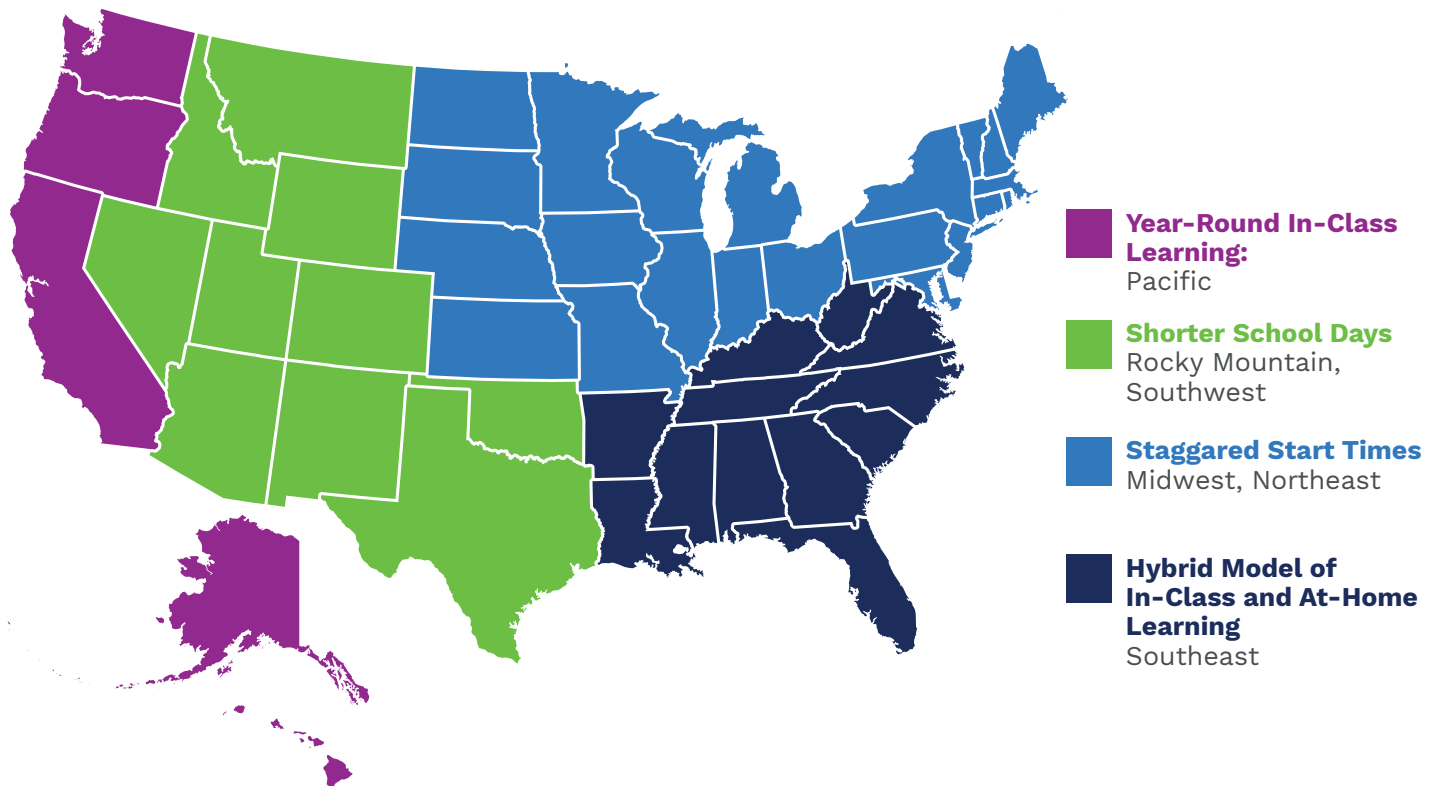 Year-Round In-Class
Learning:
Pacific
Shorter School Days
Rocky Mountain,
Southwest
Staggared Start Times
Midwest, Northeast
Hybrid Model of
In-Class and At-Home
Learning
Southeast